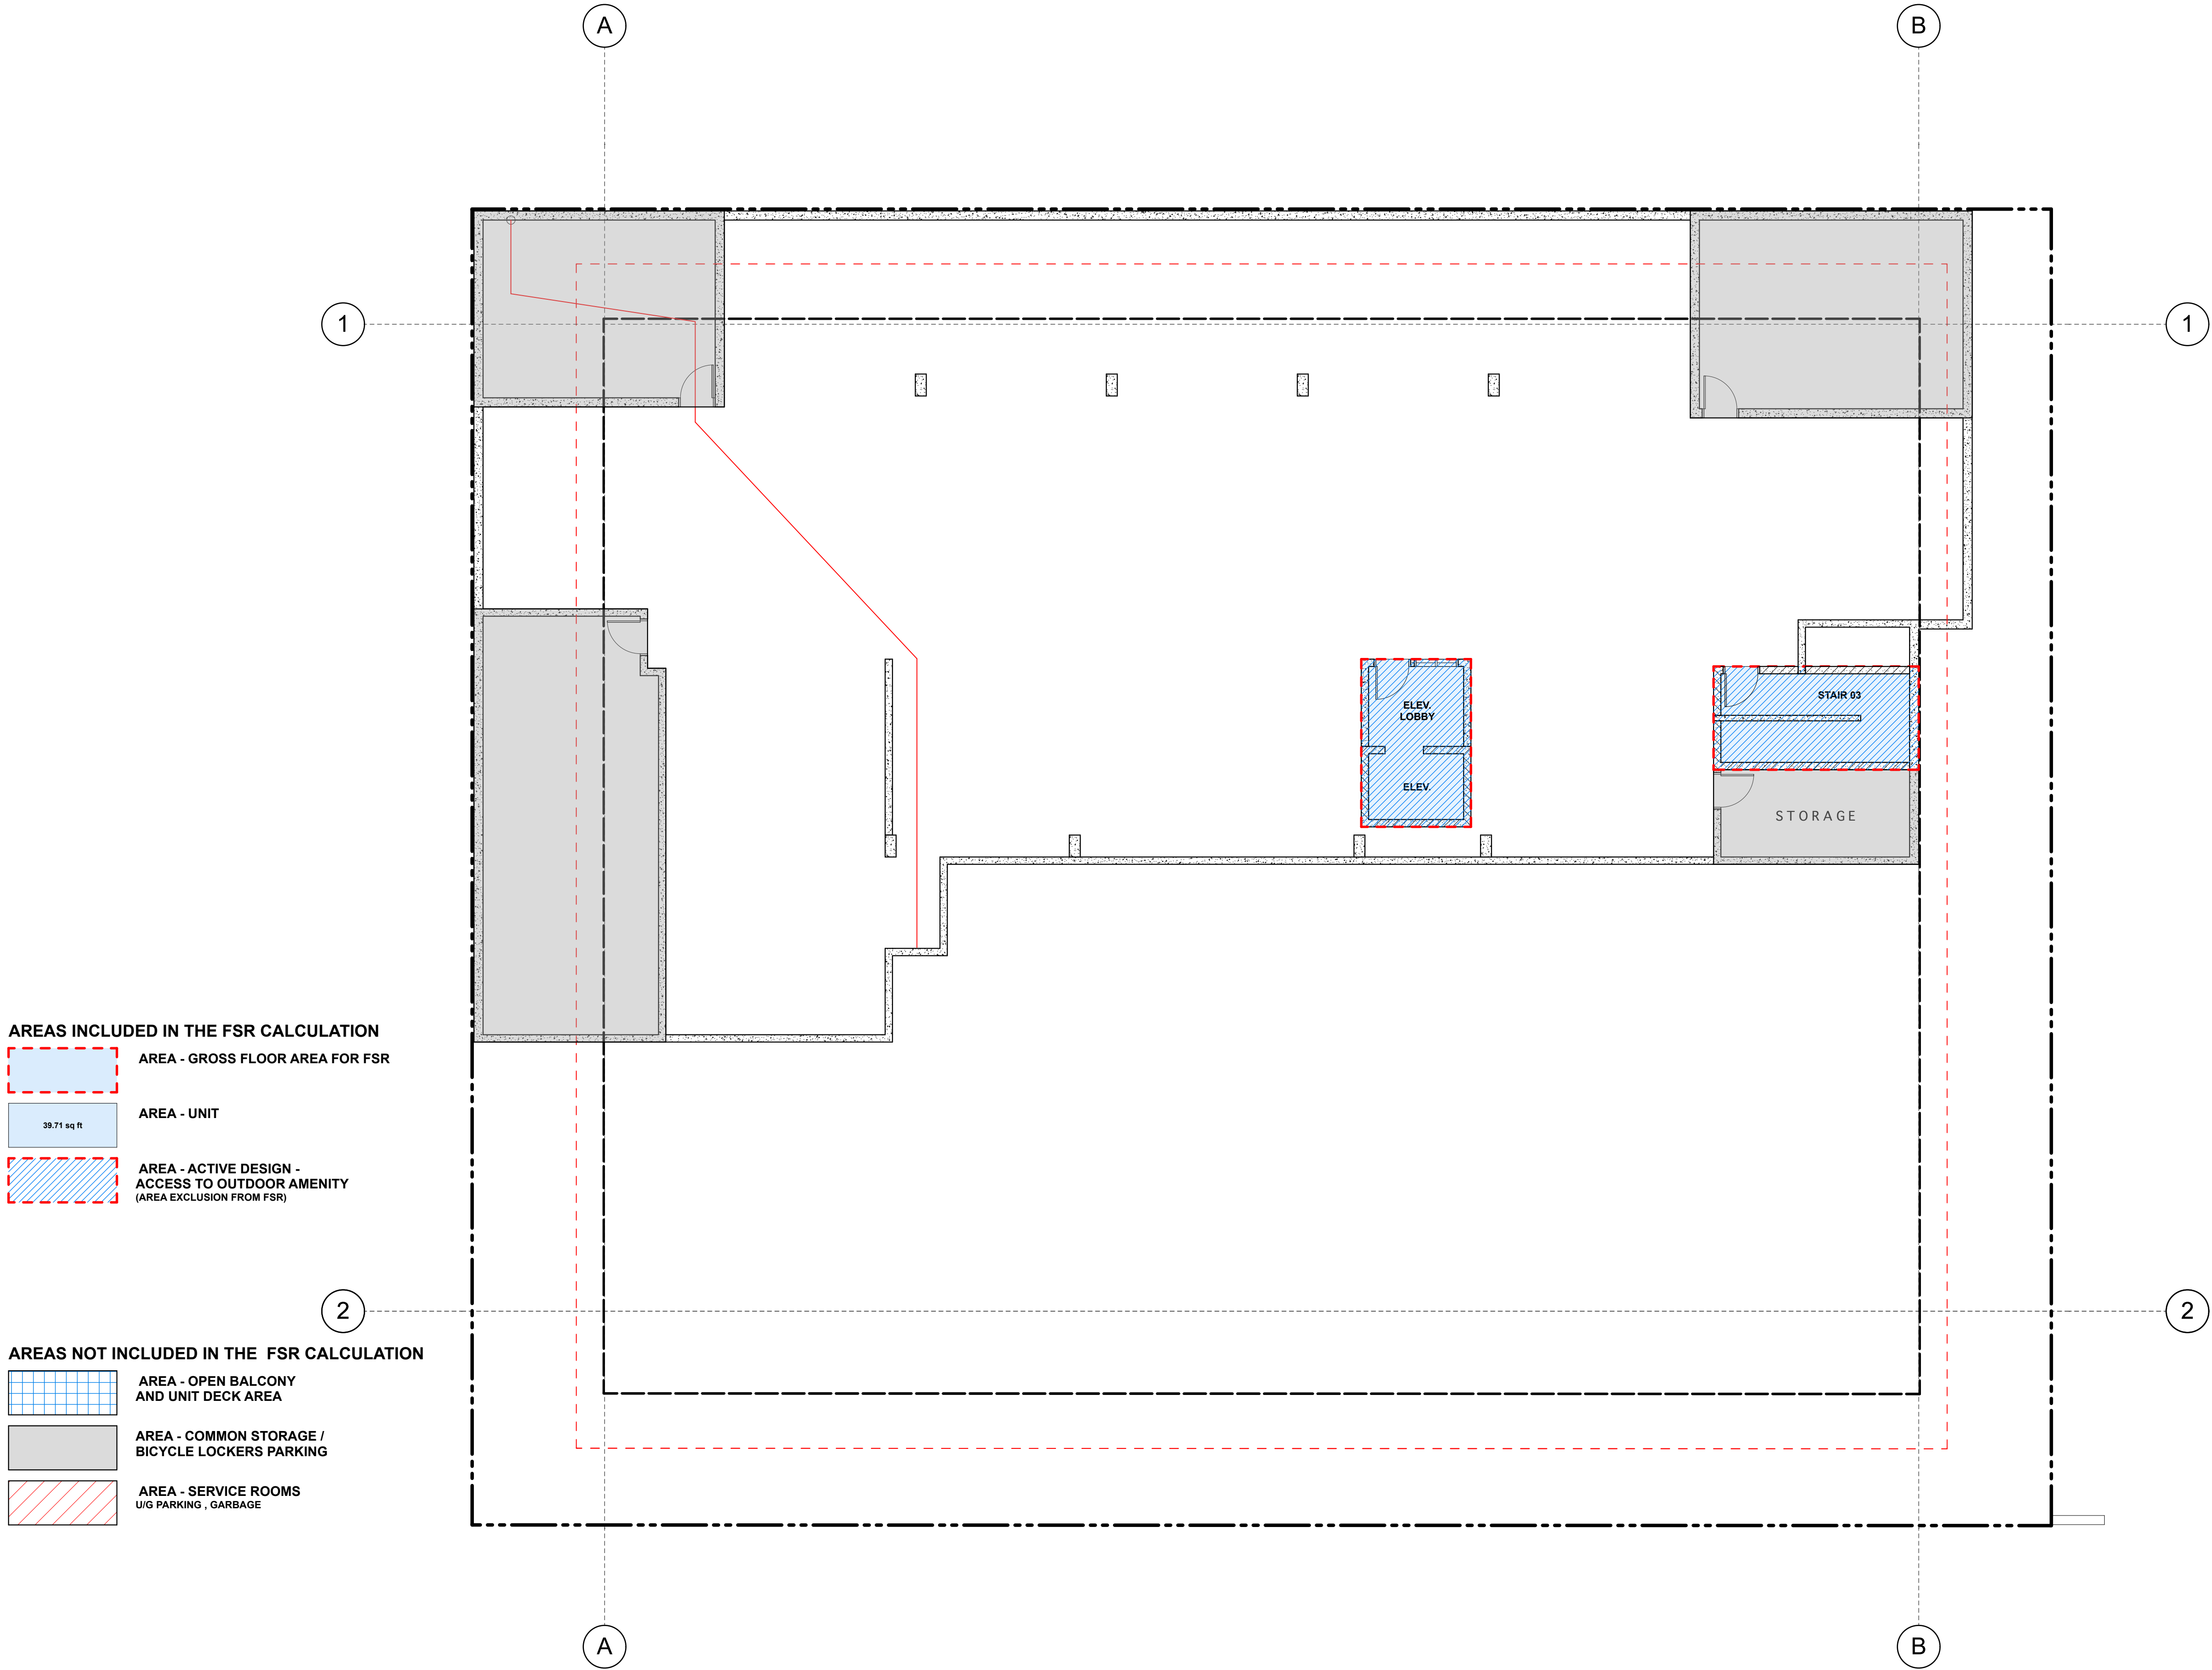 A
B
1
1
ELEV.
LOBBY
ELEV.
STAIR 03
STORAGE
AREAS INCLUDED IN THE FSR CALCULATION
AREA - GROSS FLOOR AREA FOR FSR
39.71 sq ft
AREA - UNIT
AREA - ACTIVE DESIGN -
ACCESS TO OUTDOOR AMENITY
(AREA EXCLUSION FROM FSR)
2
2
AREAS NOT INCLUDED IN THE FSR CALCULATION
AREA - OPEN BALCONY
AND UNIT DECK AREA
AREA - COMMON STORAGE /
BICYCLE LOCKERS PARKING
AREA - SERVICE ROOMS
U/G PARKING , GARBAGE
A
B